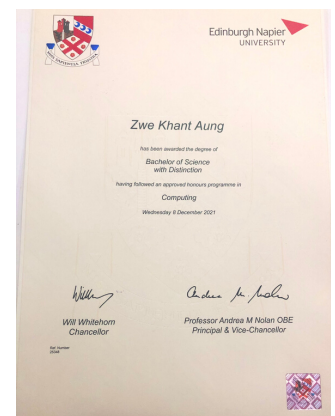 Edinburgh Napier
UNIVERSITY
Zwe Khant Aung
has been awarded the degree of
Bachelor of Science
with Distinction
having followed an approved honours programme in
Computing
Wednesday 8 December 2021
Will Whitehorn
Chancellor
Professor Andrea M Nolan OBE
Principal & Vice-Chancellor
Ref. Number